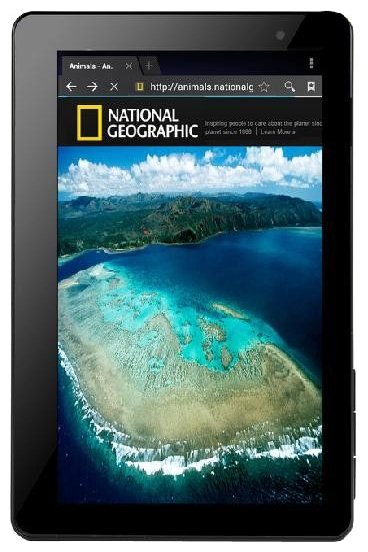 Animals - An..
http://animals.nationalg
NATIONAL
GEOGRAPHIC
Inspiring people to care about the planet sinc
planet since 1888 | Learn More